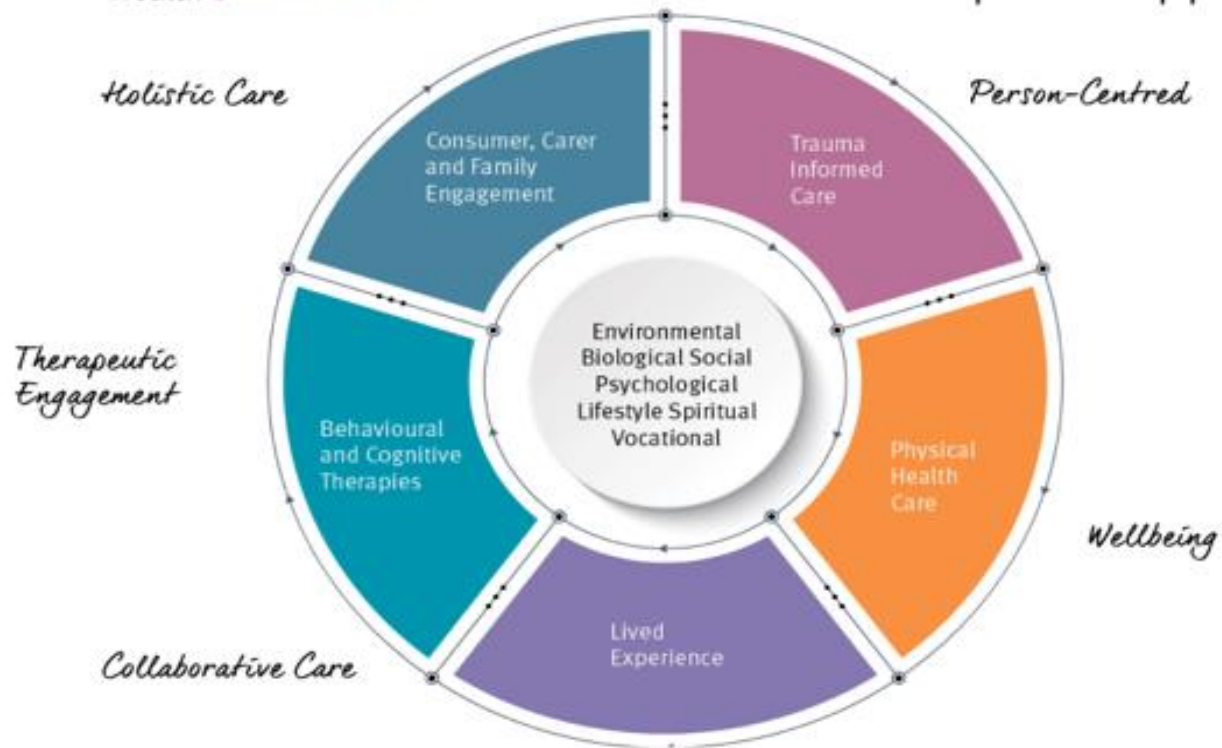 Holistic Care
Person-Centred
Consumer, Carer
and Family
Engagement
Trauma
Informed
Care
Environmental
Biological Social
Psychological
Lifestyle Spiritual
Vocational
Therapeutic
Engagement
Behavioural
and Cognitive
Therapies
Physical
Health
Care
Wellbeing
Lived
Experience
Collaborative Care